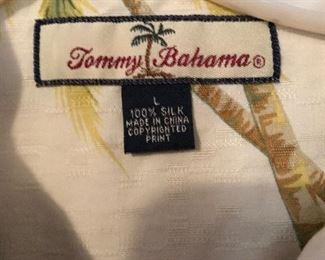 Tommy Bahama®
L
100% SILK
MADE IN CHINA
COPYRIGHTED
PRINT